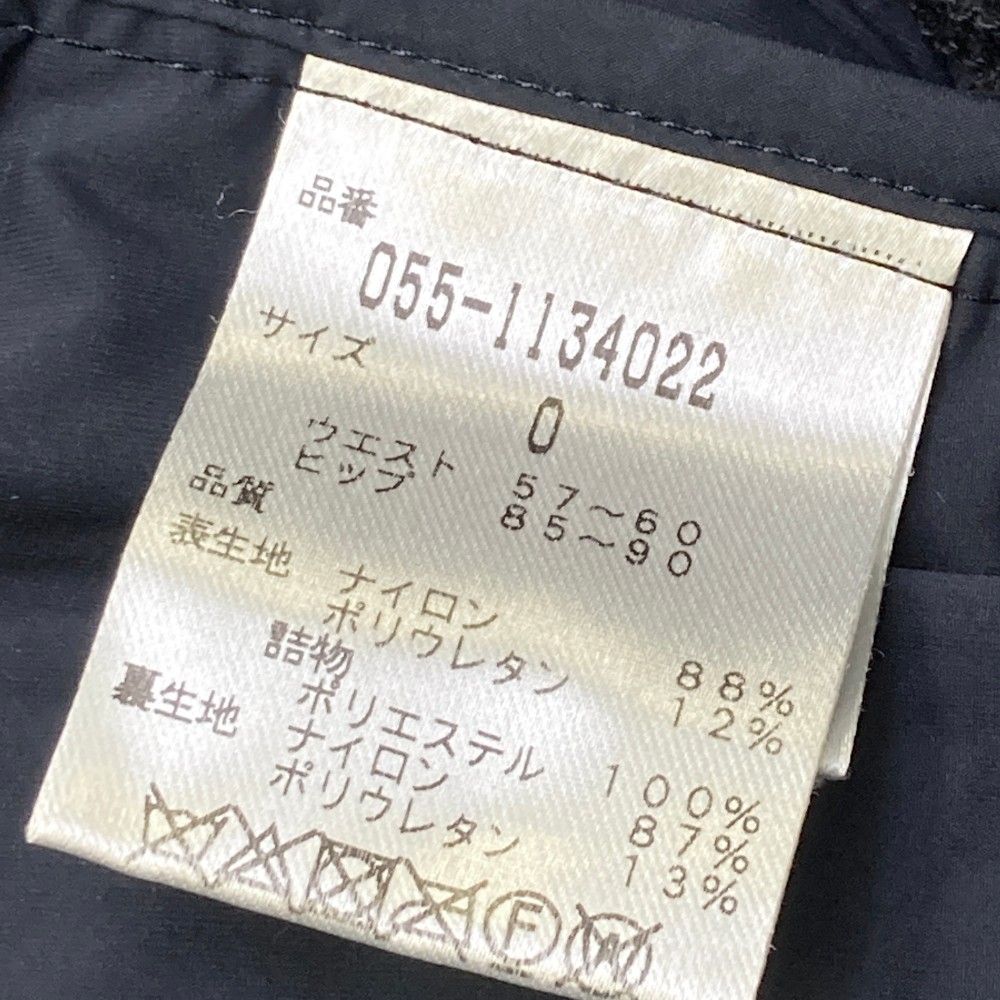 品番
055-1134022
サイズ
0
ウエスト 57〜60
ヒップ 85〜90
品質
表生地
ナイロン 88%
ポリウレタン 12%
詰物
ポリエステル 100%
裏生地
ナイロン 87%
ポリウレタン 13%
F